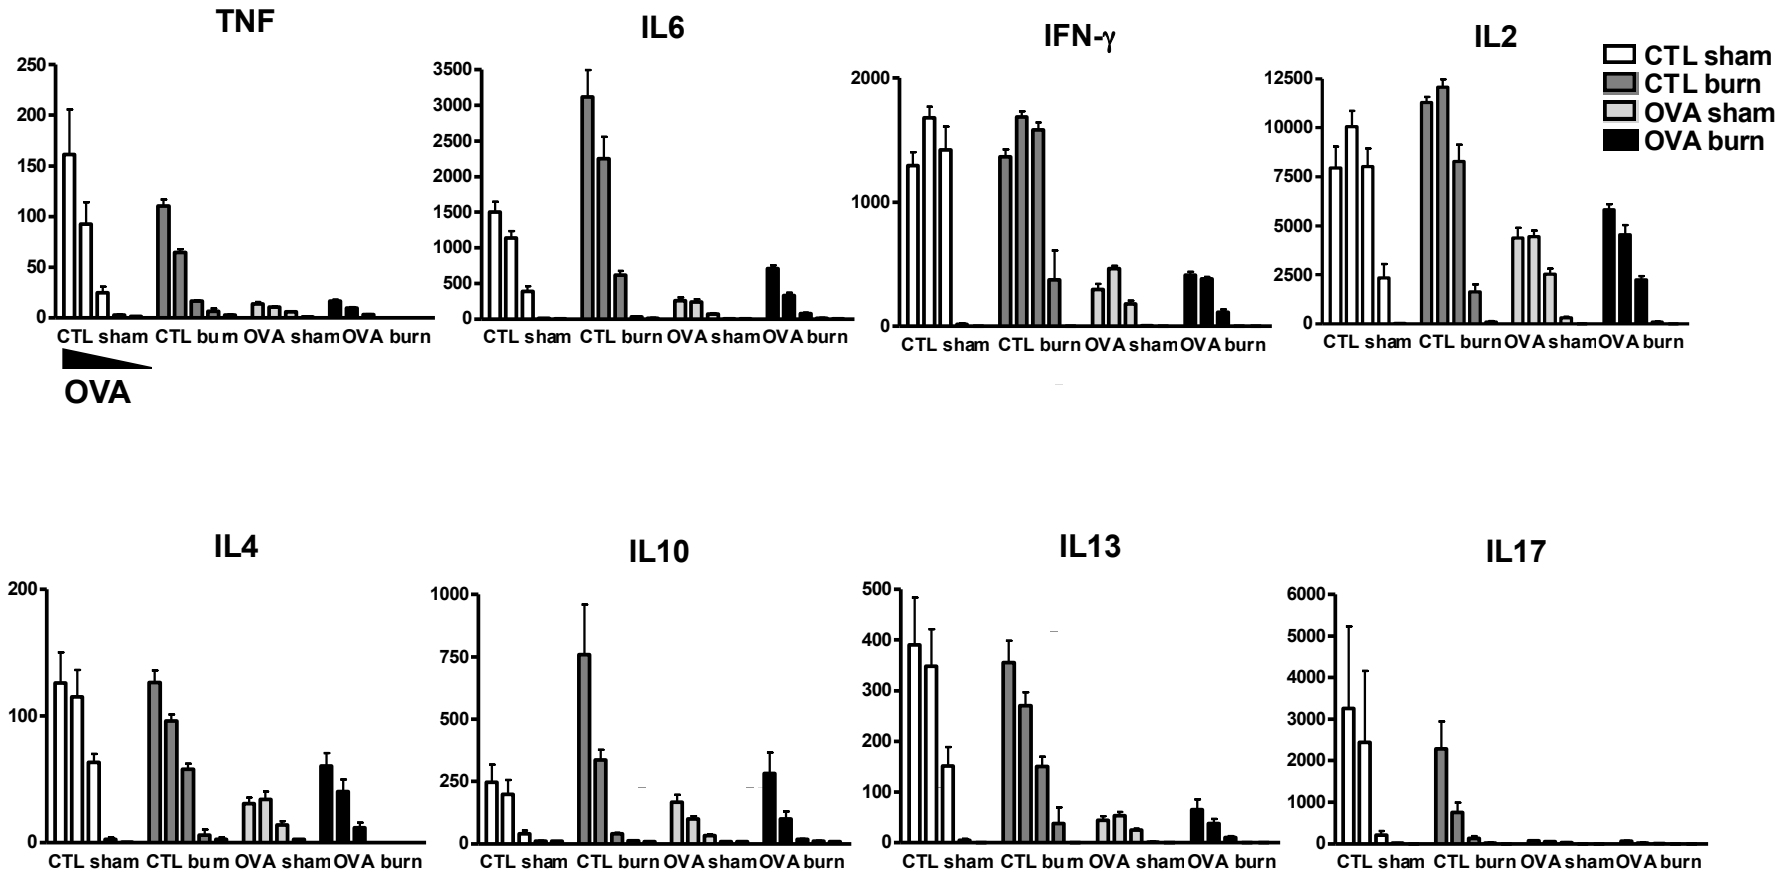 TNF
250
200
150
100
50
0
CTL sham CTL burn OVA sham OVA burn
OVA
IL6
3500
3000
2500
2000
1500
1000
500
0
CTL sham CTL burn OVA sham OVA burn
IFN-γ
2000
1000
0
CTL sham CTL burn OVA sham OVA burn
IL2
12500
10000
7500
5000
2500
0
CTL sham CTL burn OVA sham OVA burn
CTL sham
CTL burn
OVA sham
OVA burn
IL4
200
100
0
CTL sham CTL burn OVA sham OVA burn
IL10
1000
750
500
250
0
CTL sham CTL burn OVA sham OVA burn
IL13
500
400
300
200
100
0
CTL sham CTL burn OVA sham OVA burn
IL17
6000
5000
4000
3000
2000
1000
0
CTL sham CTL burn OVA sham OVA burn